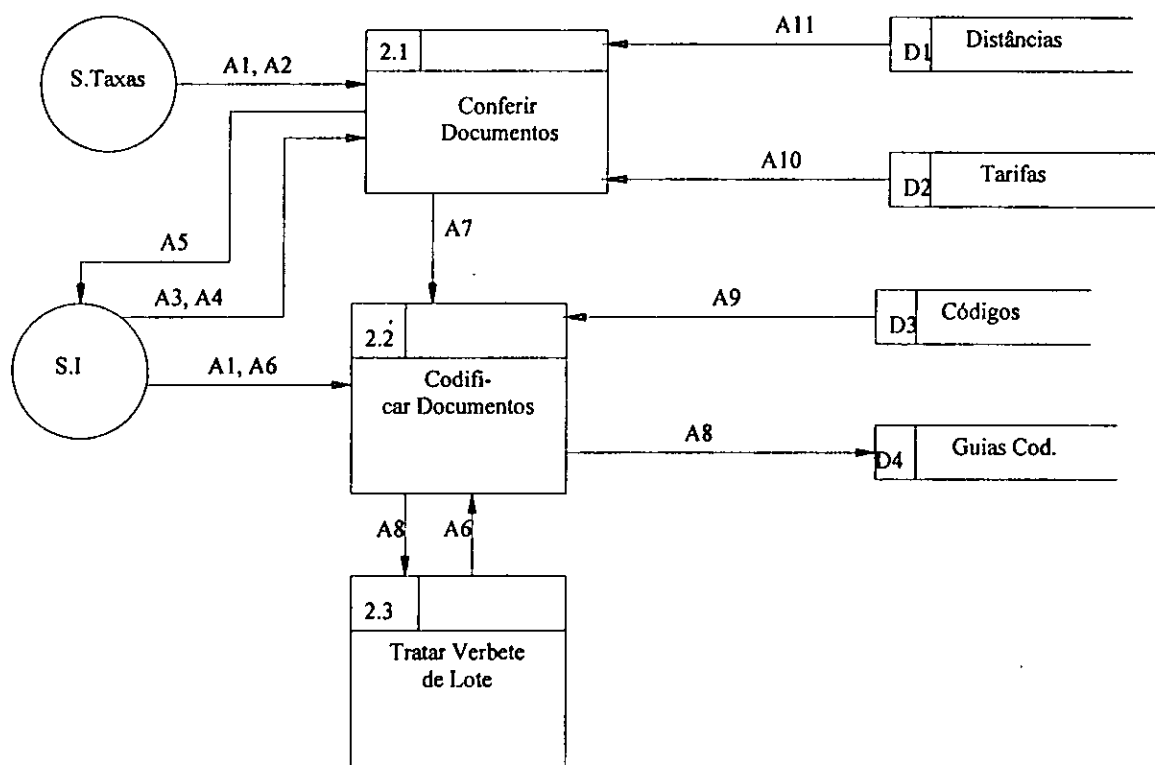 2.1
A11
D1
Distâncias
S.Taxas
A1, A2
Conferir
Documentos
A10
D2
Tarifas
A7
A5
A3, A4
2.2
A9
D3
Códigos
S.I
A1, A6
Codifi-
car Documentos
A8
D4
Guias Cod.
A8
A6
2.3
Tratar Verbete
de Lote